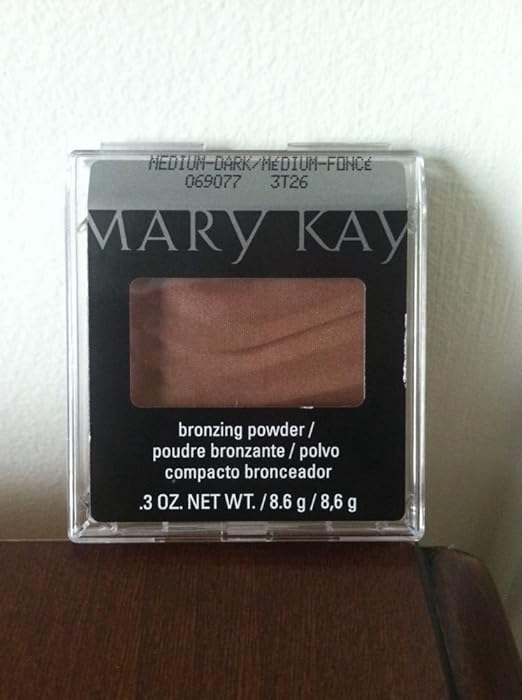 MEDIUM-DARK/MÉDIUM-FONCÉ
069077 3T26
MARY KAY
bronzing powder /
poudre bronzante / polvo
compacto bronceador
.3 OZ. NET WT. / 8.6 g / 8,6 g